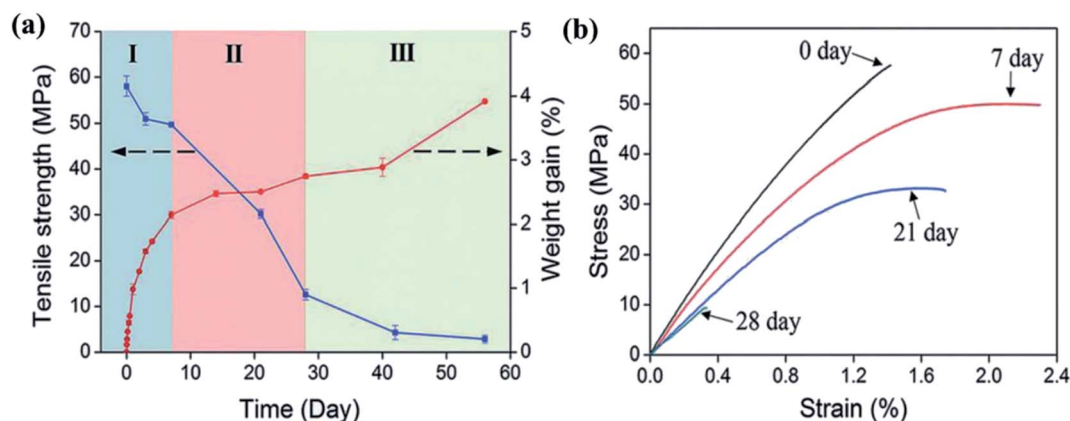 (a)
I
II
III
70
60
50
40
30
20
10
0
Tensile strength (MPa)
5
4
3
2
1
0
Weight gain (%)
0
10
20
30
40
50
60
Time (Day)
(b)
60
50
40
30
20
10
0
Stress (MPa)
0 day
7 day
21 day
28 day
0.0
0.4
0.8
1.2
1.6
2.0
2.4
Strain (%)